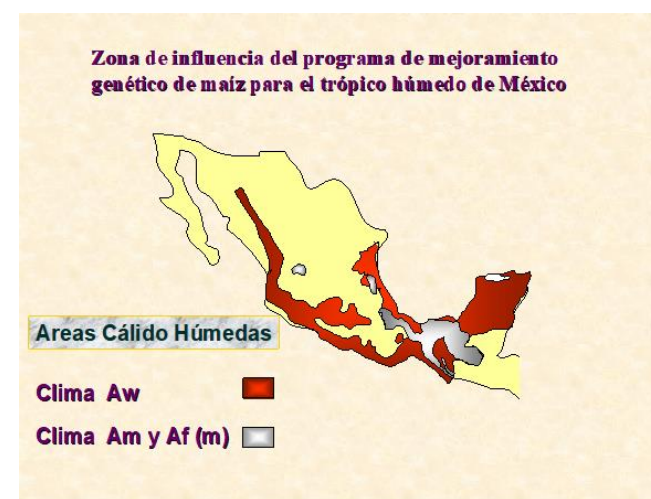 Zona de influencia del programa de mejoramiento
genético de maíz para el trópico húmedo de México
Areas Cálido Húmedas
Clima Aw
Clima Am y Af (m)